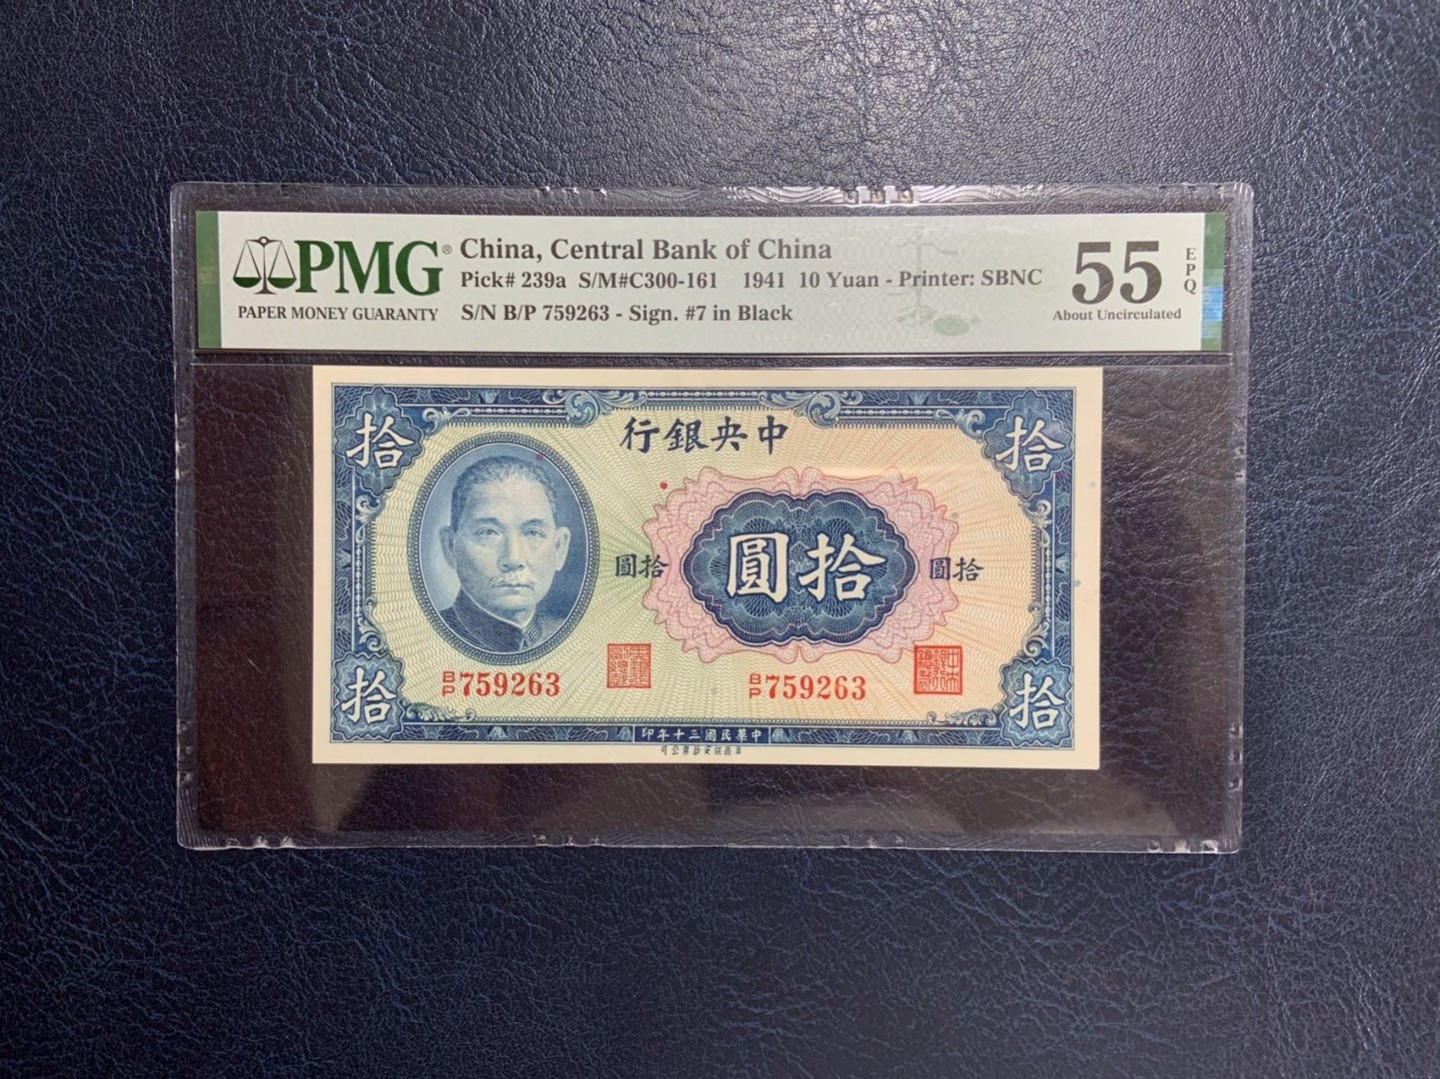 PMG®
PAPER MONEY GUARANTY
China, Central Bank of China
Pick# 239a S/M#C300-161 1941 10 Yuan - Printer: SBNC
S/N B/P 759263 - Sign. #7 in Black
55
EPQ
About Uncirculated
拾 行銀央中 拾
圓拾 圓拾 圓拾
B/P 759263 B/P 759263
拾 拾
印年十三國民華中